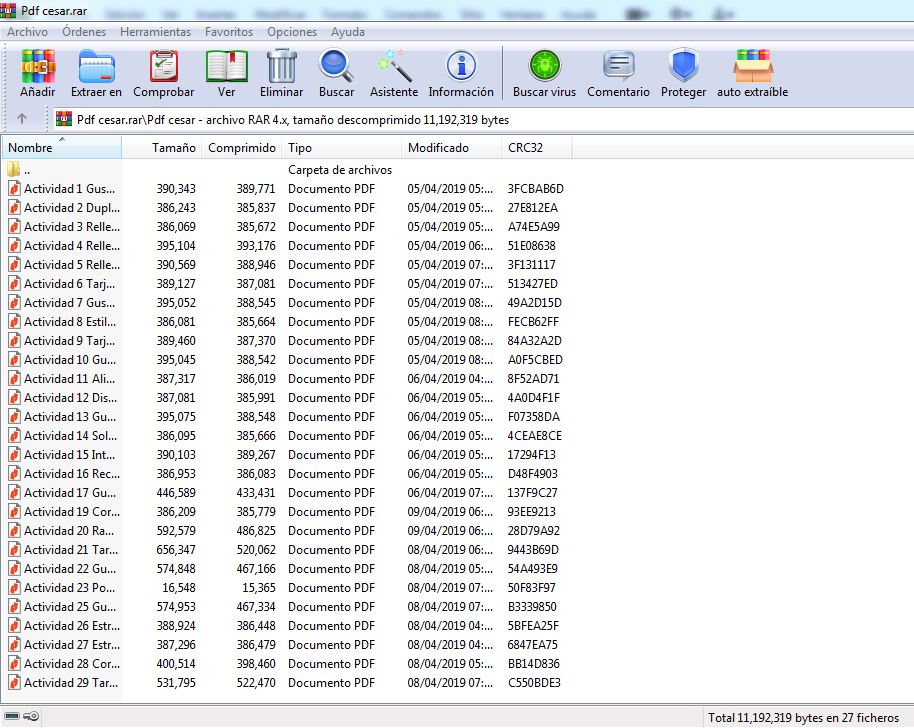 Pdf cesar.rar
Archivo Órdenes Herramientas Favoritos Opciones Ayuda
Añadir Extraer en Comprobar Ver Eliminar Buscar Asistente Información Buscar virus Comentario Proteger auto extraíble
Pdf cesar.rar\Pdf cesar - archivo RAR 4.x, tamaño descomprimido 11,192,319 bytes
Nombre Tamaño Comprimido Tipo Modificado CRC32
.. Carpeta de archivos
Actividad 1 Gus... 390,343 389,771 Documento PDF 05/04/2019 05:... 3FCBAB6D
Actividad 2 Dupl... 386,243 385,837 Documento PDF 05/04/2019 05:... 27E812EA
Actividad 3 Relle... 386,069 385,672 Documento PDF 05/04/2019 05:... A74E5A99
Actividad 4 Relle... 395,104 393,176 Documento PDF 05/04/2019 06:... 51E08638
Actividad 5 Relle... 390,569 388,946 Documento PDF 05/04/2019 07:... 3F131117
Actividad 6 Tarj... 389,127 387,081 Documento PDF 05/04/2019 07:... 513427ED
Actividad 7 Gus... 395,052 388,545 Documento PDF 05/04/2019 08:... 49A2D15D
Actividad 8 Estil... 386,081 385,664 Documento PDF 05/04/2019 08:... FECB62FF
Actividad 9 Tarj... 389,460 387,370 Documento PDF 05/04/2019 08:... 84A32A2D
Actividad 10 Gu... 395,045 388,542 Documento PDF 05/04/2019 08:... A0F5CBED
Actividad 11 Ali... 387,317 386,019 Documento PDF 06/04/2019 04:... 8F52AD71
Actividad 12 Dis... 387,081 385,991 Documento PDF 06/04/2019 05:... 4A0D4F1F
Actividad 13 Gu... 395,075 388,548 Documento PDF 06/04/2019 05:... F07358DA
Actividad 14 Sol... 386,095 385,666 Documento PDF 06/04/2019 05:... 4CEAE8CE
Actividad 15 Int... 390,103 389,267 Documento PDF 06/04/2019 05:... 17294F13
Actividad 16 Rec... 386,953 386,083 Documento PDF 06/04/2019 05:... D48F4903
Actividad 17 Gu... 446,589 433,431 Documento PDF 06/04/2019 07:... 137F9C27
Actividad 19 Cor... 386,209 385,779 Documento PDF 09/04/2019 06:... 93EE9213
Actividad 20 Ra... 592,579 486,825 Documento PDF 09/04/2019 06:... 28D79A92
Actividad 21 Tar... 656,347 520,062 Documento PDF 08/04/2019 06:... 9443B69D
Actividad 22 Gu... 574,848 467,166 Documento PDF 08/04/2019 05:... 54A493E9
Actividad 23 Po... 16,548 15,365 Documento PDF 08/04/2019 07:... 50F83F97
Actividad 25 Gu... 574,953 467,334 Documento PDF 08/04/2019 07:... B3339850
Actividad 26 Estr... 388,924 386,448 Documento PDF 08/04/2019 04:... 5BFEA25F
Actividad 27 Estr... 387,296 386,479 Documento PDF 08/04/2019 04:... 6847EA75
Actividad 28 Cor... 400,514 398,460 Documento PDF 08/04/2019 05:... BB14D836
Actividad 29 Tar... 531,795 522,470 Documento PDF 08/04/2019 07:... C550BDE3
Total 11,192,319 bytes en 27 ficheros